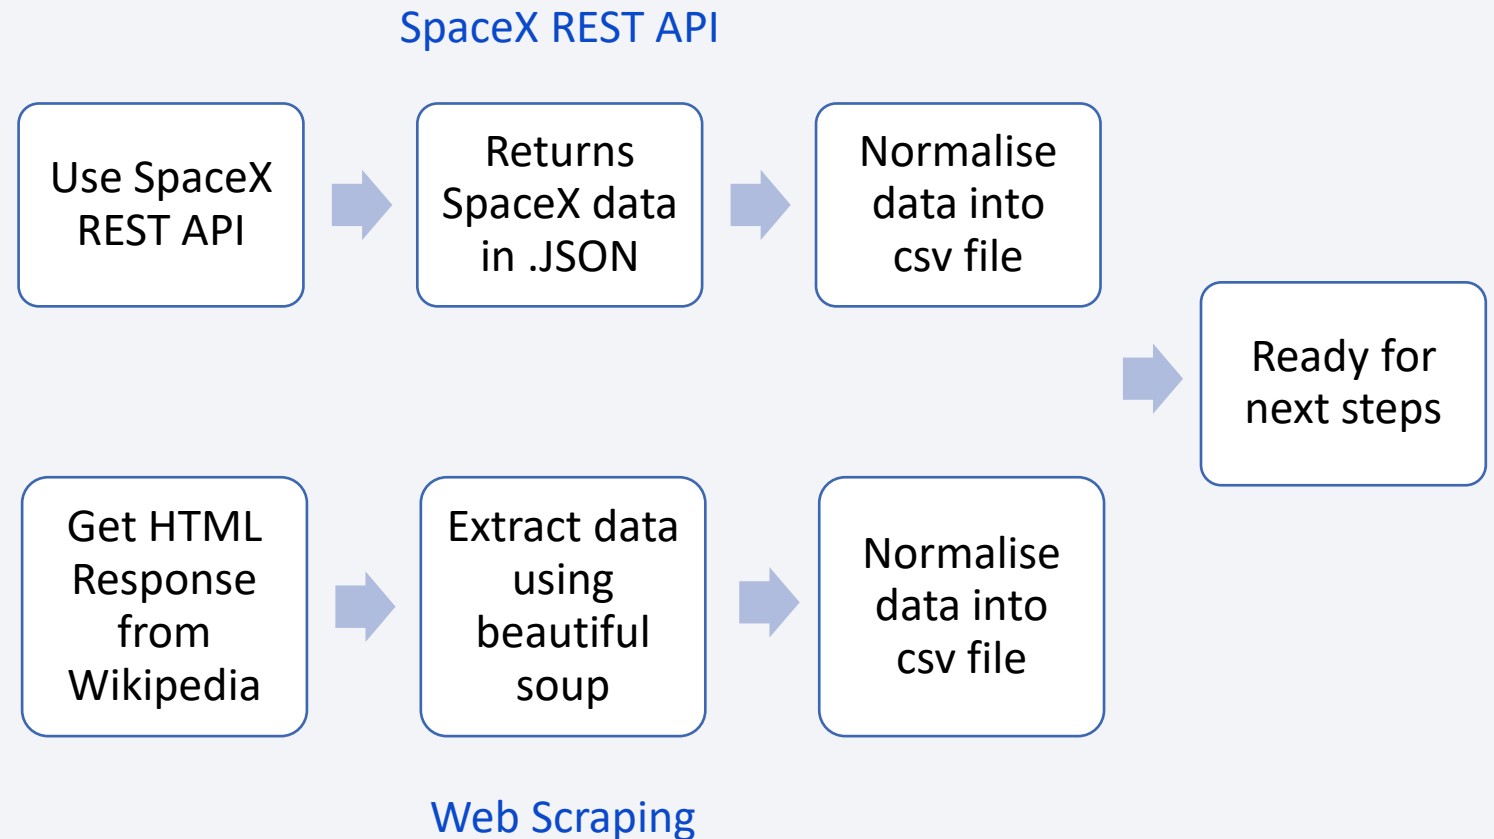 SpaceX REST API
Use SpaceX
REST API
Returns
SpaceX data
in .JSON
Normalise
data into
csv file
Ready for
next steps
Get HTML
Response
from
Wikipedia
Extract data
using
beautiful
soup
Normalise
data into
csv file
Web Scraping